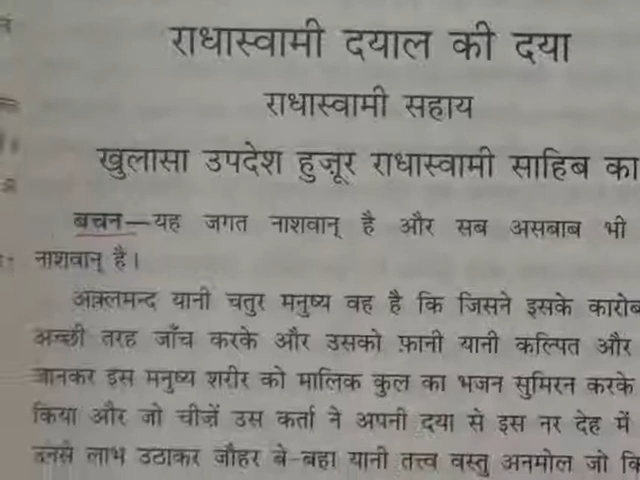 राधास्वामी दयाल की दया
राधास्वामी सहाय
खुलासा उपदेश हुज़ूर राधास्वामी साहिब का
बचन—यह जगत नाशवान् है और सब असबाब भी
नाशवान् है।
अक़्लमन्द यानी चतुर मनुष्य वह है कि जिसने इसके
अच्छी तरह जाँच करके और उसको फ़ानी यानी कल्पित और
जानकर इस मनुष्य शरीर को मालिक कुल का भजन सुमिरन करके
किया और जो चीज़ें उस कर्ता ने अपनी दया से इस नर देह में
उनसे लाभ उठाकर जौहर बे-बहा यानी तत्त्व वस्तु अनमोल जो